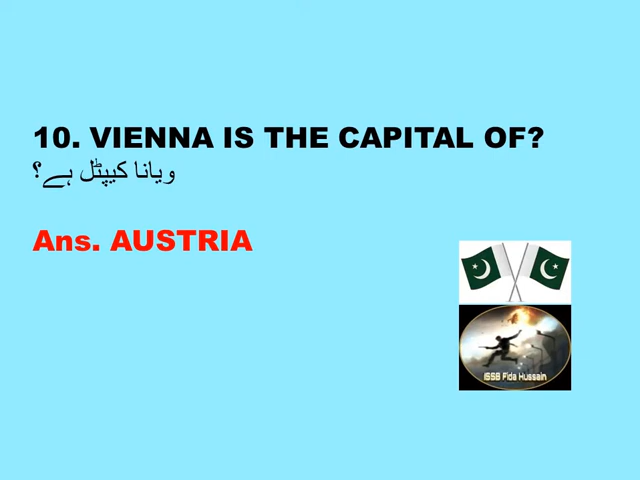 10. VIENNA IS THE CAPITAL OF?
ویانا کیپٹل ہے؟
Ans. AUSTRIA
ISSB Fida Hussain